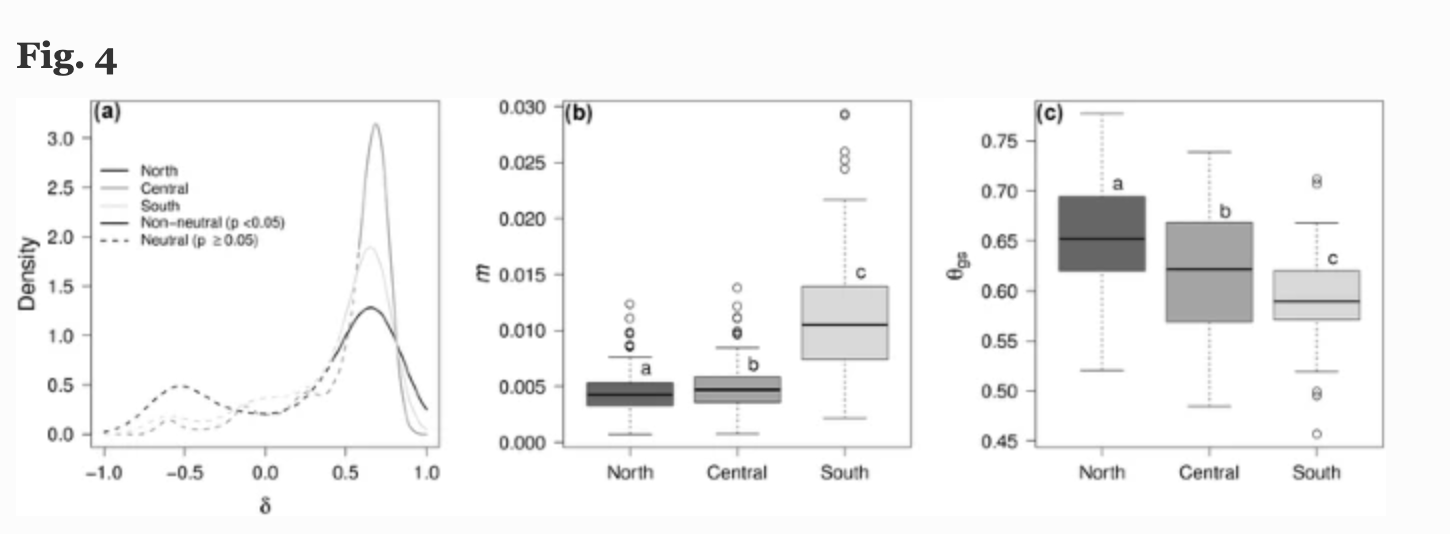 Fig. 4
(a)
3.0
2.5
2.0
1.5
1.0
0.5
0.0
Density
North
Central
South
Non-neutral (p <0.05)
Neutral (p ≥0.05)
−1.0 −0.5 0.0 0.5 1.0
δ
(b)
0.030
0.025
0.020
0.015
0.010
0.005
0.000
m
a
b
c
North Central South
(c)
0.75
0.70
0.65
0.60
0.55
0.50
0.45
θgs
a
b
c
North Central South